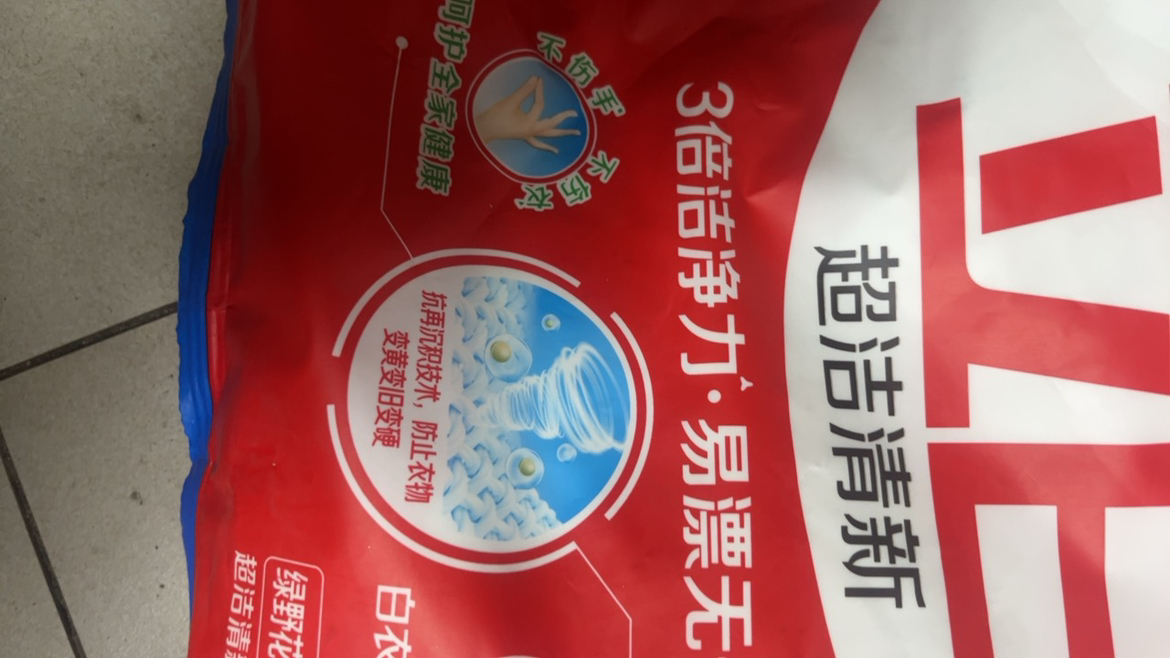 超洁清新
3倍洁净力·易漂无
不伤手
不伤衣
呵护全家健康
抗再沉积技术，防止衣物
变黄变旧变硬
白衣
绿野花
超洁清